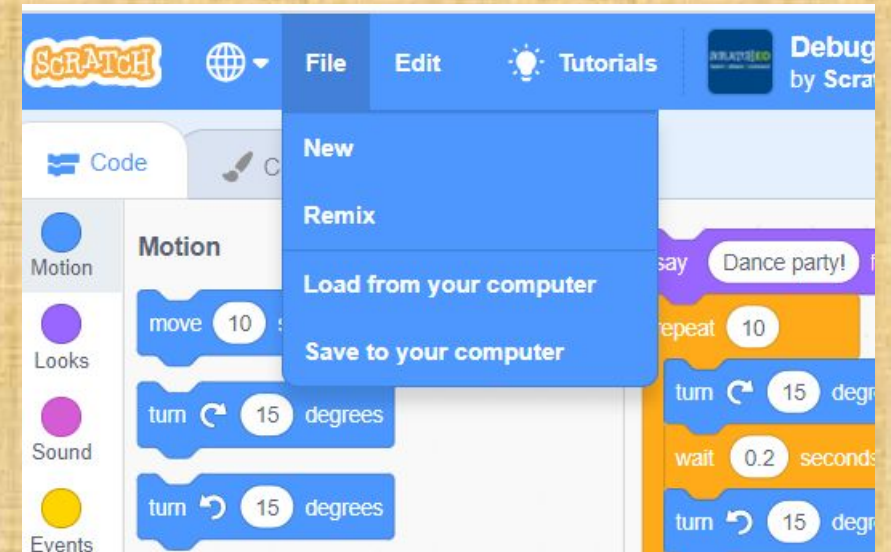 SCRATCH File Edit Tutorials Debug
by Scra
Code C
New
Remix
Load from your computer
Save to your computer
Motion
Looks
Sound
Events
Motion
move 10 s
turn 15 degrees
turn 15 degrees
say Dance party! f
repeat 10
turn 15 degr
wait 0.2 seconds
turn 15 degr